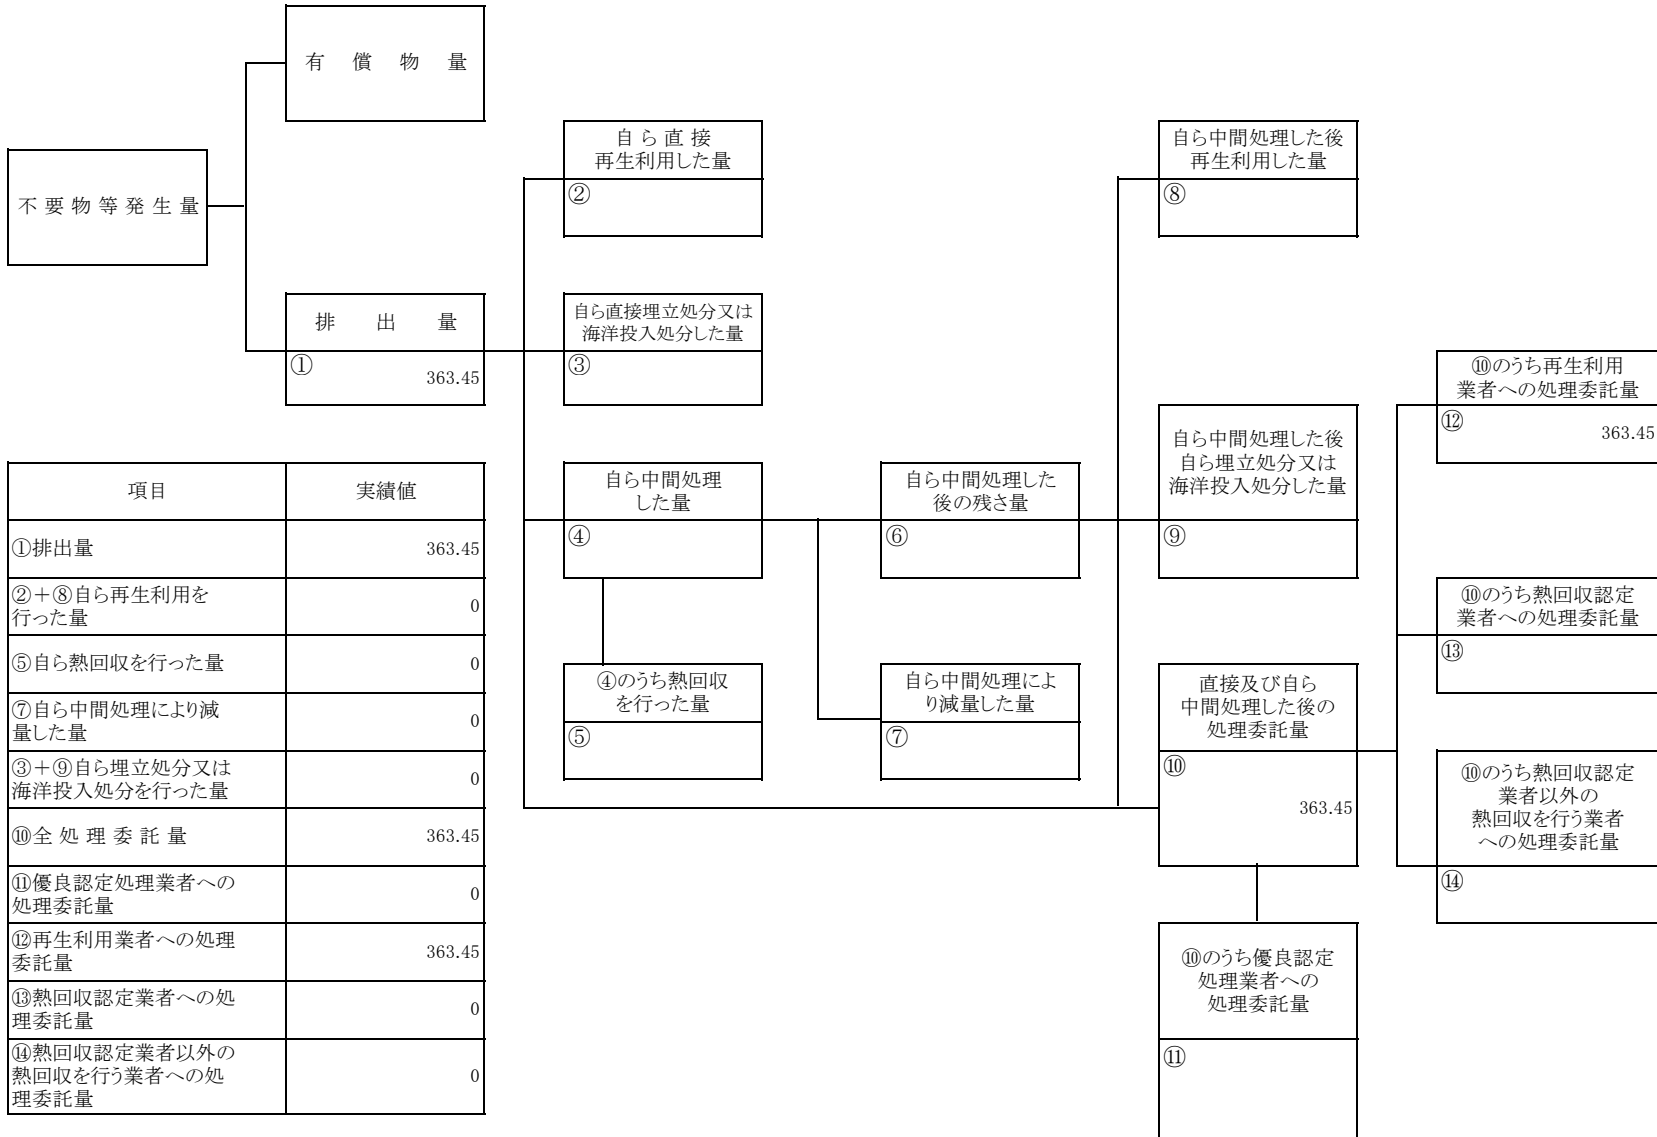 有償物量
不要物等発生量
排出量
①
363.45
自ら直接
再生利用した量
②
自ら直接埋立処分又は
海洋投入処分した量
③
自ら中間処理
した量
④
④のうち熱回収
を行った量
⑤
自ら中間処理した
後の残さ量
⑥
自ら中間処理によ
り減量した量
⑦
自ら中間処理した後
再生利用した量
⑧
自ら中間処理した後
自ら埋立処分又は
海洋投入処分した量
⑨
直接及び自ら
中間処理した後の
処理委託量
⑩
363.45
⑩のうち優良認定
処理業者への
処理委託量
⑪
⑩のうち再生利用
業者への処理委託量
⑫
363.45
⑩のうち熱回収認定
業者への処理委託量
⑬
⑩のうち熱回収認定
業者以外の
熱回収を行う業者
への処理委託量
⑭
項目 実績値
①排出量 363.45
②＋⑧自ら再生利用を
行った量 0
⑤自ら熱回収を行った量 0
⑦自ら中間処理により減
量した量 0
③＋⑨自ら埋立処分又は
海洋投入処分を行った量 0
⑩全処理委託量 363.45
⑪優良認定処理業者への
処理委託量 0
⑫再生利用業者への処理
委託量 363.45
⑬熱回収認定業者への処
理委託量 0
⑭熱回収認定業者以外の
熱回収を行う業者への処
理委託量 0